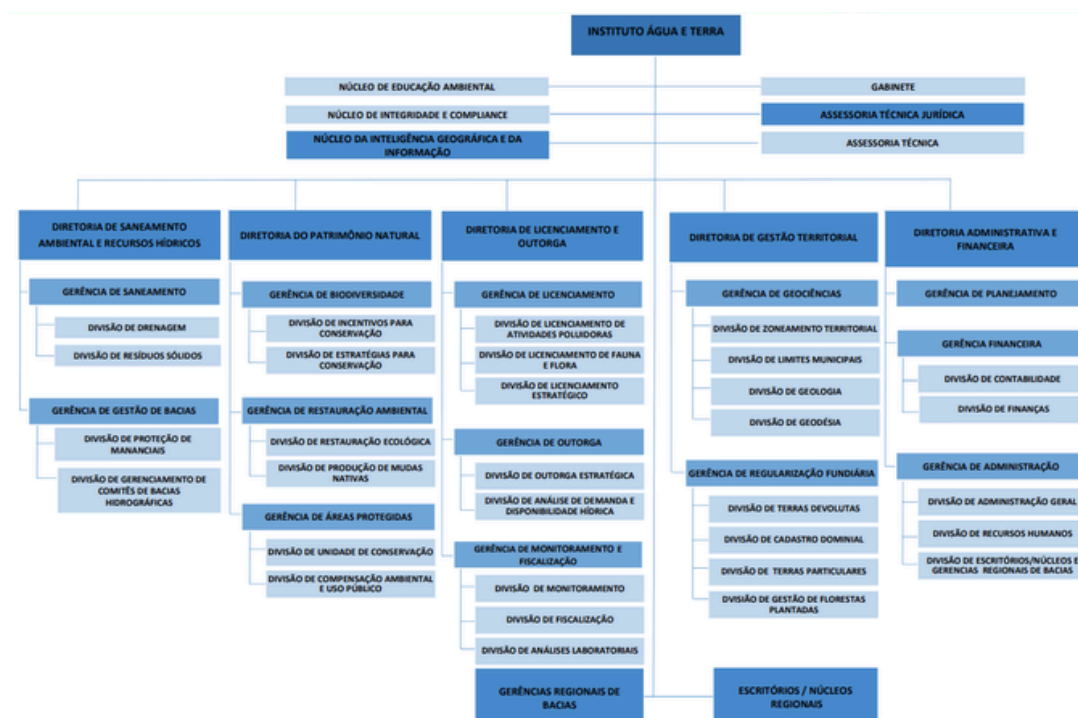 INSTITUTO ÁGUA E TERRA
NÚCLEO DE EDUCAÇÃO AMBIENTAL
GABINETE
NÚCLEO DE INTEGRIDADE E COMPLIANCE
ASSESSORIA TÉCNICA JURÍDICA
NÚCLEO DA INTELIGÊNCIA GEOGRÁFICA E DA
INFORMAÇÃO
ASSESSORIA TÉCNICA
DIRETORIA DE SANEAMENTO
AMBIENTAL E RECURSOS HÍDRICOS
GERÊNCIA DE SANEAMENTO
DIVISÃO DE DRENAGEM
DIVISÃO DE RESÍDUOS SÓLIDOS
GERÊNCIA DE GESTÃO DE BACIAS
DIVISÃO DE PROTEÇÃO DE
MANANCIAIS
DIVISÃO DE GERENCIAMENTO DE
COMITÊS DE BACIAS
HIDROGRÁFICAS
DIRETORIA DO PATRIMÔNIO NATURAL
GERÊNCIA DE BIODIVERSIDADE
DIVISÃO DE INCENTIVOS PARA
CONSERVAÇÃO
DIVISÃO DE ESTRATÉGIAS PARA
CONSERVAÇÃO
GERÊNCIA DE RESTAURAÇÃO AMBIENTAL
DIVISÃO DE RESTAURAÇÃO ECOLÓGICA
DIVISÃO DE PRODUÇÃO DE MUDAS
NATIVAS
GERÊNCIA DE ÁREAS PROTEGIDAS
DIVISÃO DE UNIDADE DE CONSERVAÇÃO
DIVISÃO DE COMPENSAÇÃO AMBIENTAL
E USO PÚBLICO
DIRETORIA DE LICENCIAMENTO E
OUTORGA
GERÊNCIA DE LICENCIAMENTO
DIVISÃO DE LICENCIAMENTO DE
ATIVIDADES POLUIDORAS
DIVISÃO DE LICENCIAMENTO DE FAUNA
E FLORA
DIVISÃO DE LICENCIAMENTO
ESTRATÉGICO
GERÊNCIA DE OUTORGA
DIVISÃO DE OUTORGA ESTRATÉGICA
DIVISÃO DE ANÁLISE DE DEMANDA E
DISPONIBILIDADE HÍDRICA
GERÊNCIA DE MONITORAMENTO E
FISCALIZAÇÃO
DIVISÃO DE MONITORAMENTO
DIVISÃO DE FISCALIZAÇÃO
DIVISÃO DE ANÁLISES LABORATORIAIS
DIRETORIA DE GESTÃO TERRITORIAL
GERÊNCIA DE GEOCIÊNCIAS
DIVISÃO DE ZONEAMENTO TERRITORIAL
DIVISÃO DE LIMITES MUNICIPAIS
DIVISÃO DE GEOLOGIA
DIVISÃO DE GEODÉSIA
GERÊNCIA DE REGULARIZAÇÃO FUNDIÁRIA
DIVISÃO DE TERRAS DEVOLUTAS
DIVISÃO DE CADASTRO DOMINIAL
DIVISÃO DE TERRAS PARTICULARES
DVISÃO DE GESTÃO DE FLORESTAS
PLANTADAS
DIRETORIA ADMINISTRATIVA E
FINANCEIRA
GERÊNCIA DE PLANEJAMENTO
GERÊNCIA FINANCEIRA
DIVISÃO DE CONTABILIDADE
DIVISÃO DE FINANÇAS
GERÊNCIA DE ADMINISTRAÇÃO
DIVISÃO DE ADMINISTRAÇÃO GERAL
DIVISÃO DE RECURSOS HUMANOS
DIVISÃO DE ESCRITÓRIOS/NÚCLEOS E
GERENCIAS REGIONAIS DE BACIAS
GERÊNCIAS REGIONAIS DE
BACIAS
ESCRITÓRIOS / NÚCLEOS
REGIONAIS